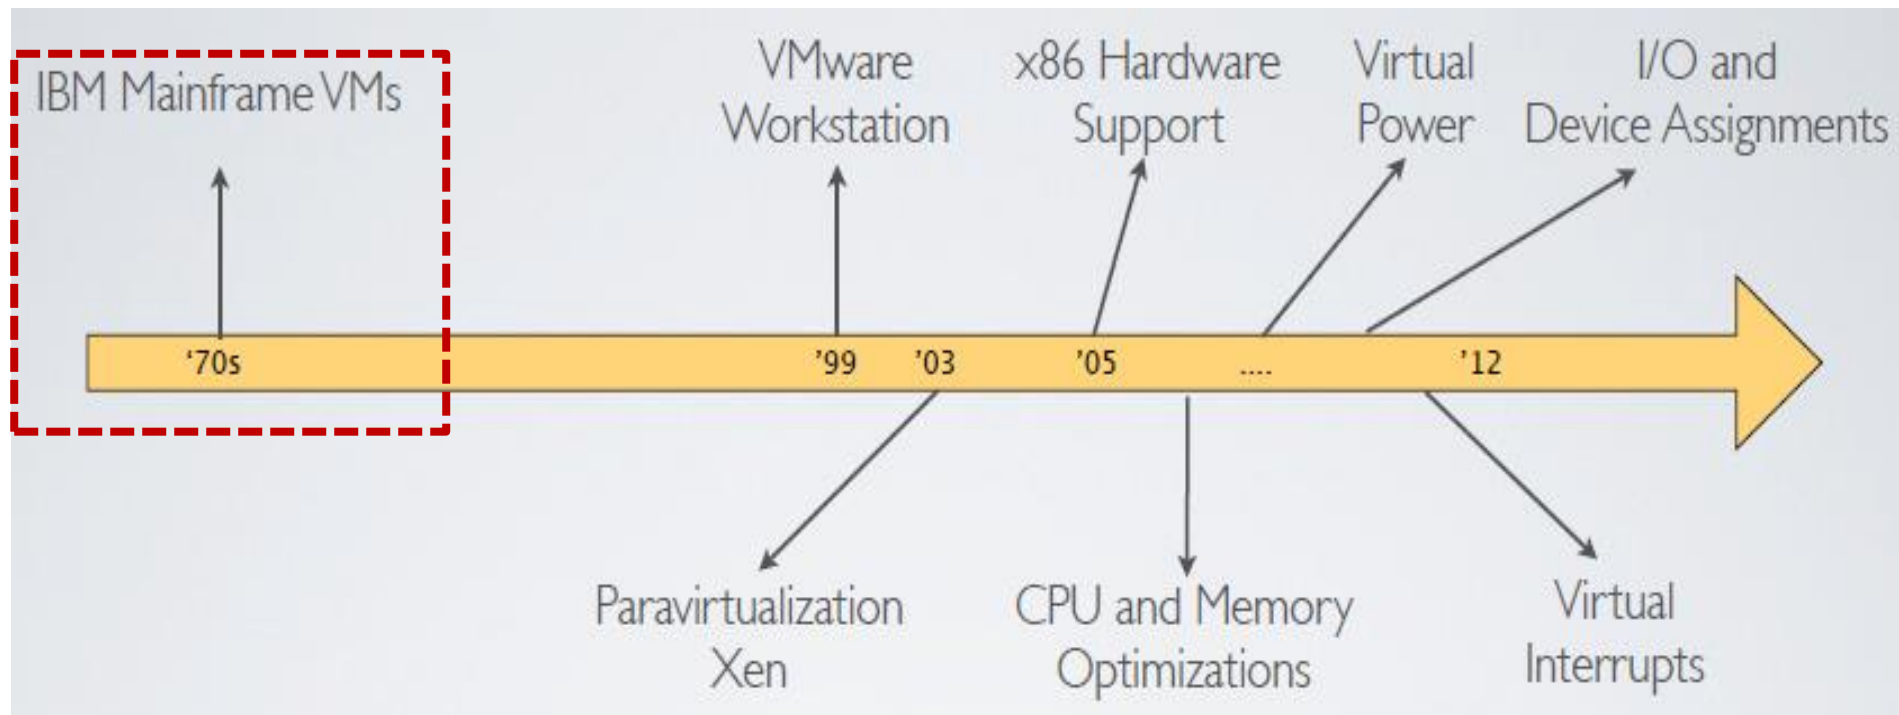 IBM Mainframe VMs
VMware
Workstation
x86 Hardware
Support
Virtual
Power
I/O and
Device Assignments
‘70s
’99
’03
’05
....
’12
Paravirtualization
Xen
CPU and Memory
Optimizations
Virtual
Interrupts